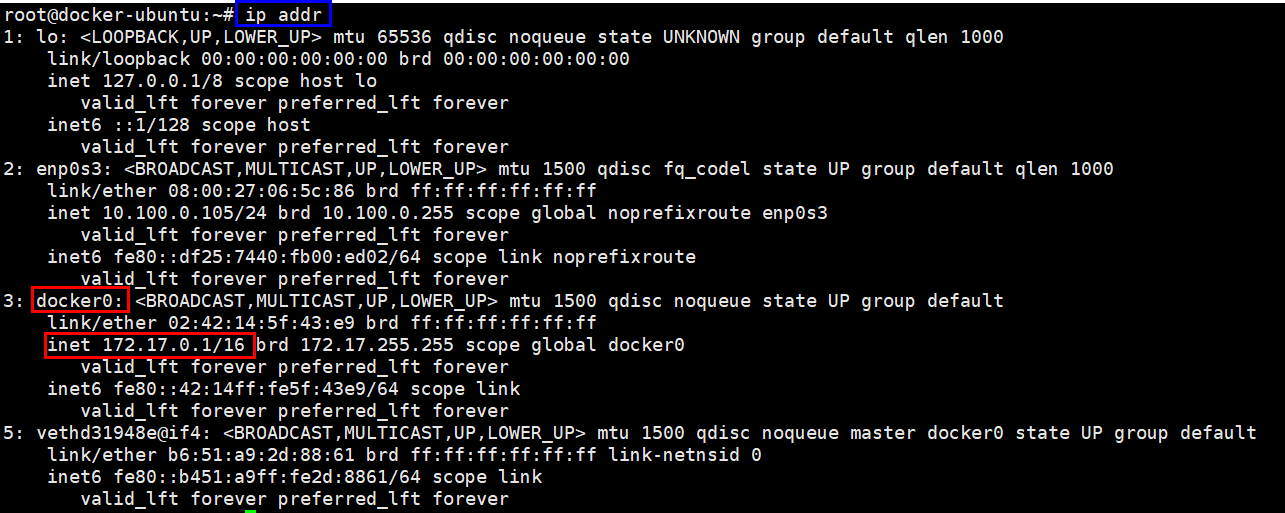 root@docker-ubuntu:~# ip addr
1: lo: <LOOPBACK,UP,LOWER_UP> mtu 65536 qdisc noqueue state UNKNOWN group default qlen 1000
    link/loopback 00:00:00:00:00:00 brd 00:00:00:00:00:00
    inet 127.0.0.1/8 scope host lo
       valid_lft forever preferred_lft forever
    inet6 ::1/128 scope host
       valid_lft forever preferred_lft forever
2: enp0s3: <BROADCAST,MULTICAST,UP,LOWER_UP> mtu 1500 qdisc fq_codel state UP group default qlen 1000
    link/ether 08:00:27:06:5c:86 brd ff:ff:ff:ff:ff:ff
    inet 10.100.0.105/24 brd 10.100.0.255 scope global noprefixroute enp0s3
       valid_lft forever preferred_lft forever
    inet6 fe80::df25:7440:fb00:ed02/64 scope link noprefixroute
       valid_lft forever preferred_lft forever
3: docker0: <BROADCAST,MULTICAST,UP,LOWER_UP> mtu 1500 qdisc noqueue state UP group default
    link/ether 02:42:14:5f:43:e9 brd ff:ff:ff:ff:ff:ff
    inet 172.17.0.1/16 brd 172.17.255.255 scope global docker0
       valid_lft forever preferred_lft forever
    inet6 fe80::42:14ff:fe5f:43e9/64 scope link
       valid_lft forever preferred_lft forever
5: vethd31948e@if4: <BROADCAST,MULTICAST,UP,LOWER_UP> mtu 1500 qdisc noqueue master docker0 state UP group default
    link/ether b6:51:a9:2d:88:61 brd ff:ff:ff:ff:ff:ff link-netnsid 0
    inet6 fe80::b451:a9ff:fe2d:8861/64 scope link
       valid_lft forever preferred_lft forever